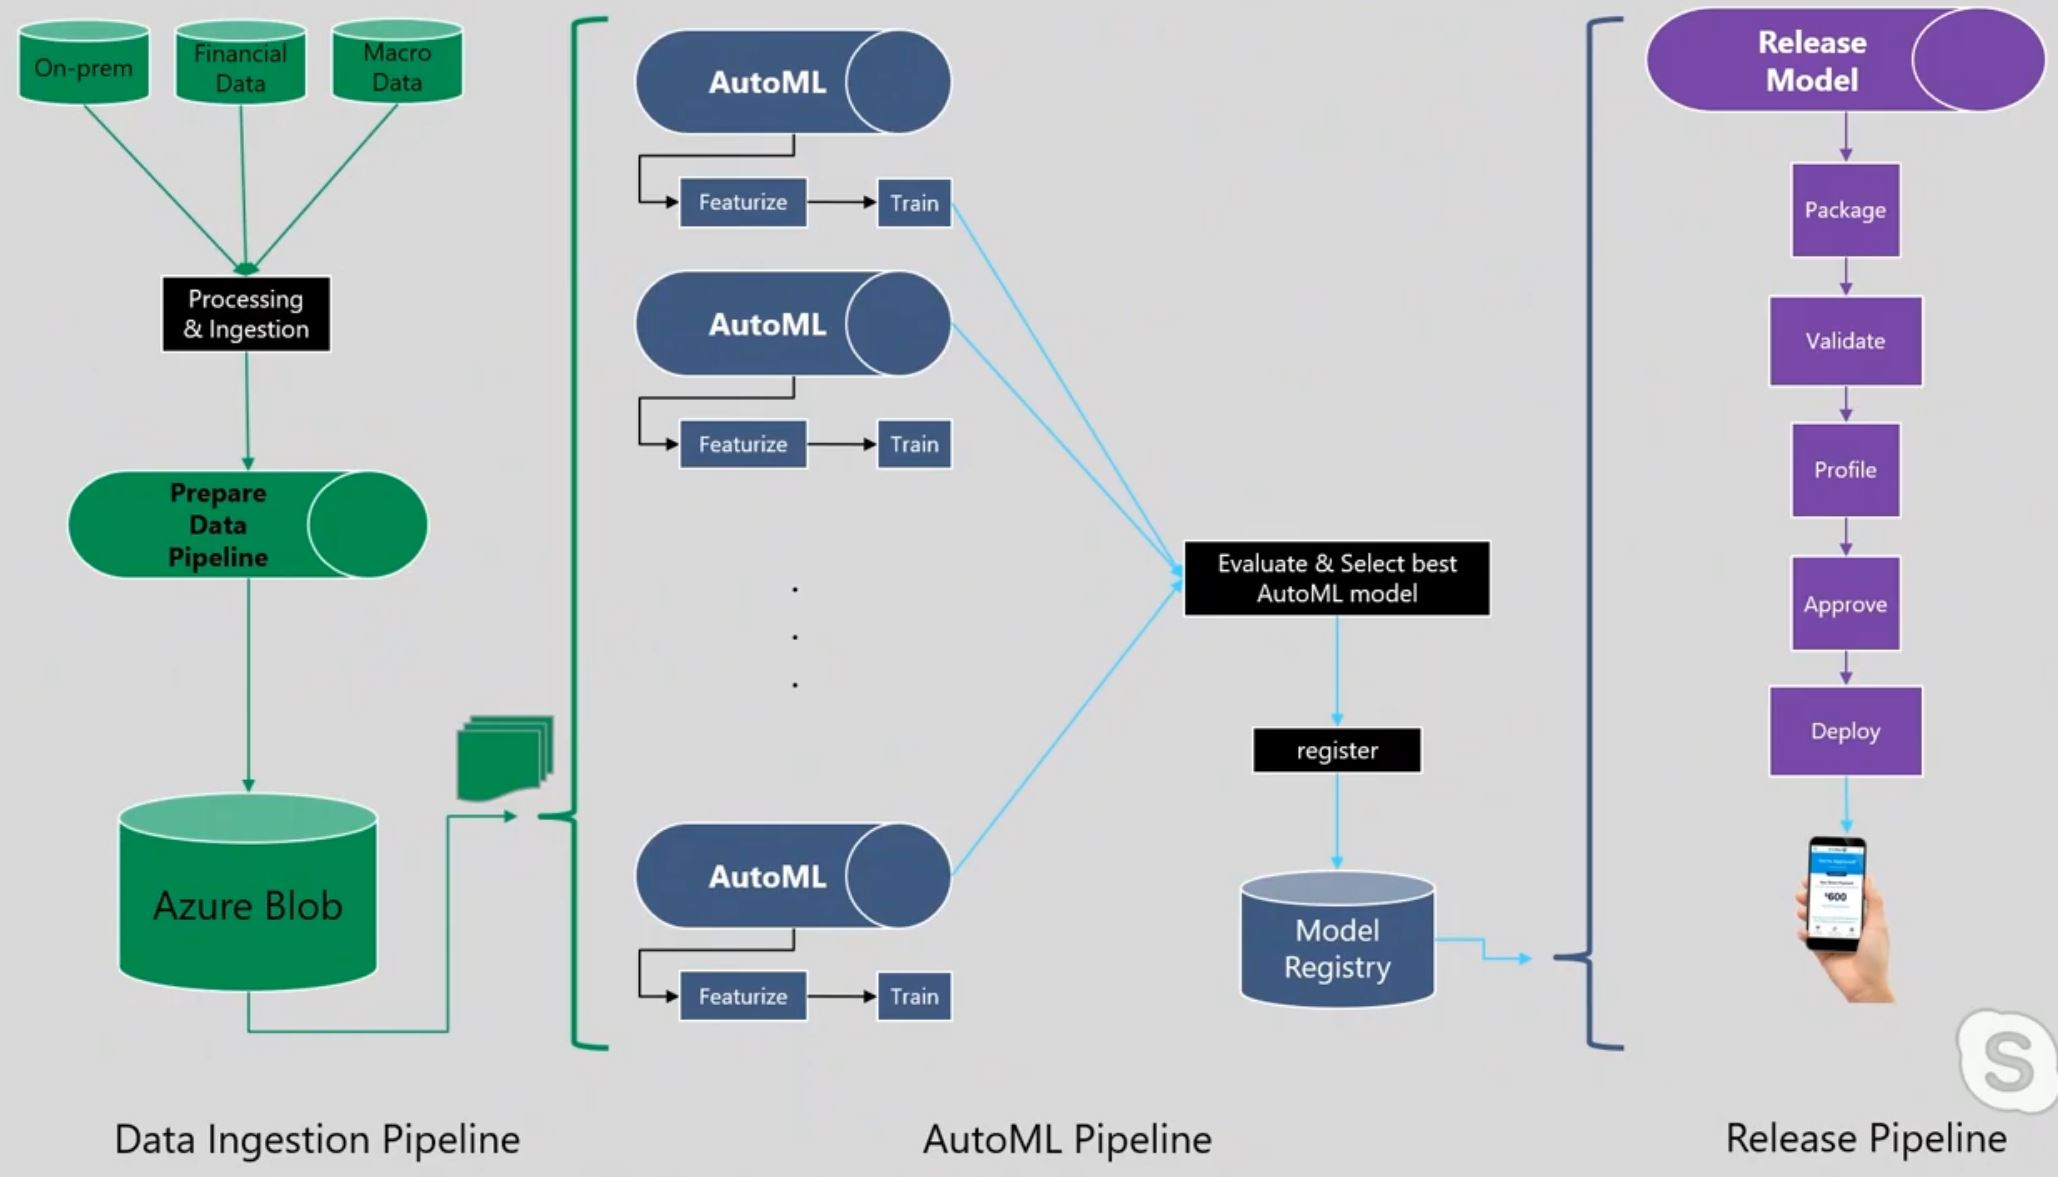 On-prem
Financial
Data
Macro
Data
Processing
& Ingestion
Prepare
Data
Pipeline
Azure Blob
Data Ingestion Pipeline
AutoML
Featurize
Train
AutoML
Featurize
Train
.
.
.
AutoML
Featurize
Train
Evaluate & Select best
AutoML model
register
Model
Registry
AutoML Pipeline
Release
Model
Package
Validate
Profile
Approve
Deploy
$600
S
Release Pipeline